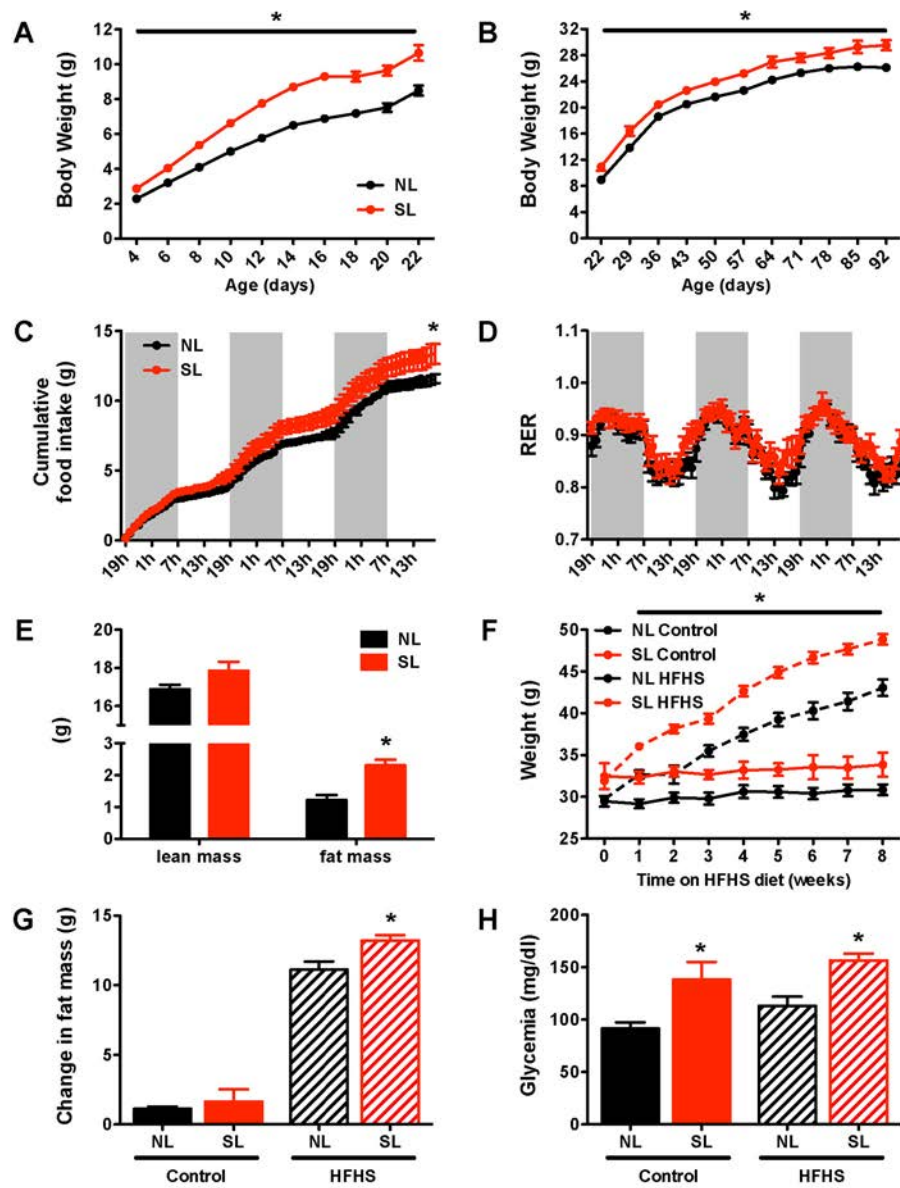 A
*
Body Weight (g)
12
10
8
6
4
2
0
NL
SL
4 6 8 10 12 14 16 18 20 22
Age (days)
B
*
Body Weight (g)
32
28
24
20
16
12
8
4
0
22 29 36 43 50 57 64 71 78 85 92
Age (days)
C
Cumulative
food intake (g)
15
10
5
0
NL
SL
*
19h 1h 7h 13h 19h 1h 7h 13h 19h 1h 7h 13h
D
RER
1.1
1.0
0.9
0.8
0.7
19h 1h 7h 13h 19h 1h 7h 13h 19h 1h 7h 13h
E
(g)
20
18
16
3
2
1
0
NL
SL
*
lean mass fat mass
F
*
Weight (g)
50
45
40
35
30
25
NL Control
SL Control
NL HFHS
SL HFHS
0 1 2 3 4 5 6 7 8
Time on HFHS diet (weeks)
G
Change in fat mass (g)
15
10
5
0
*
NL SL NL SL
Control HFHS
H
Glycemia (mg/dl)
200
150
100
50
0
* *
NL SL NL SL
Control HFHS